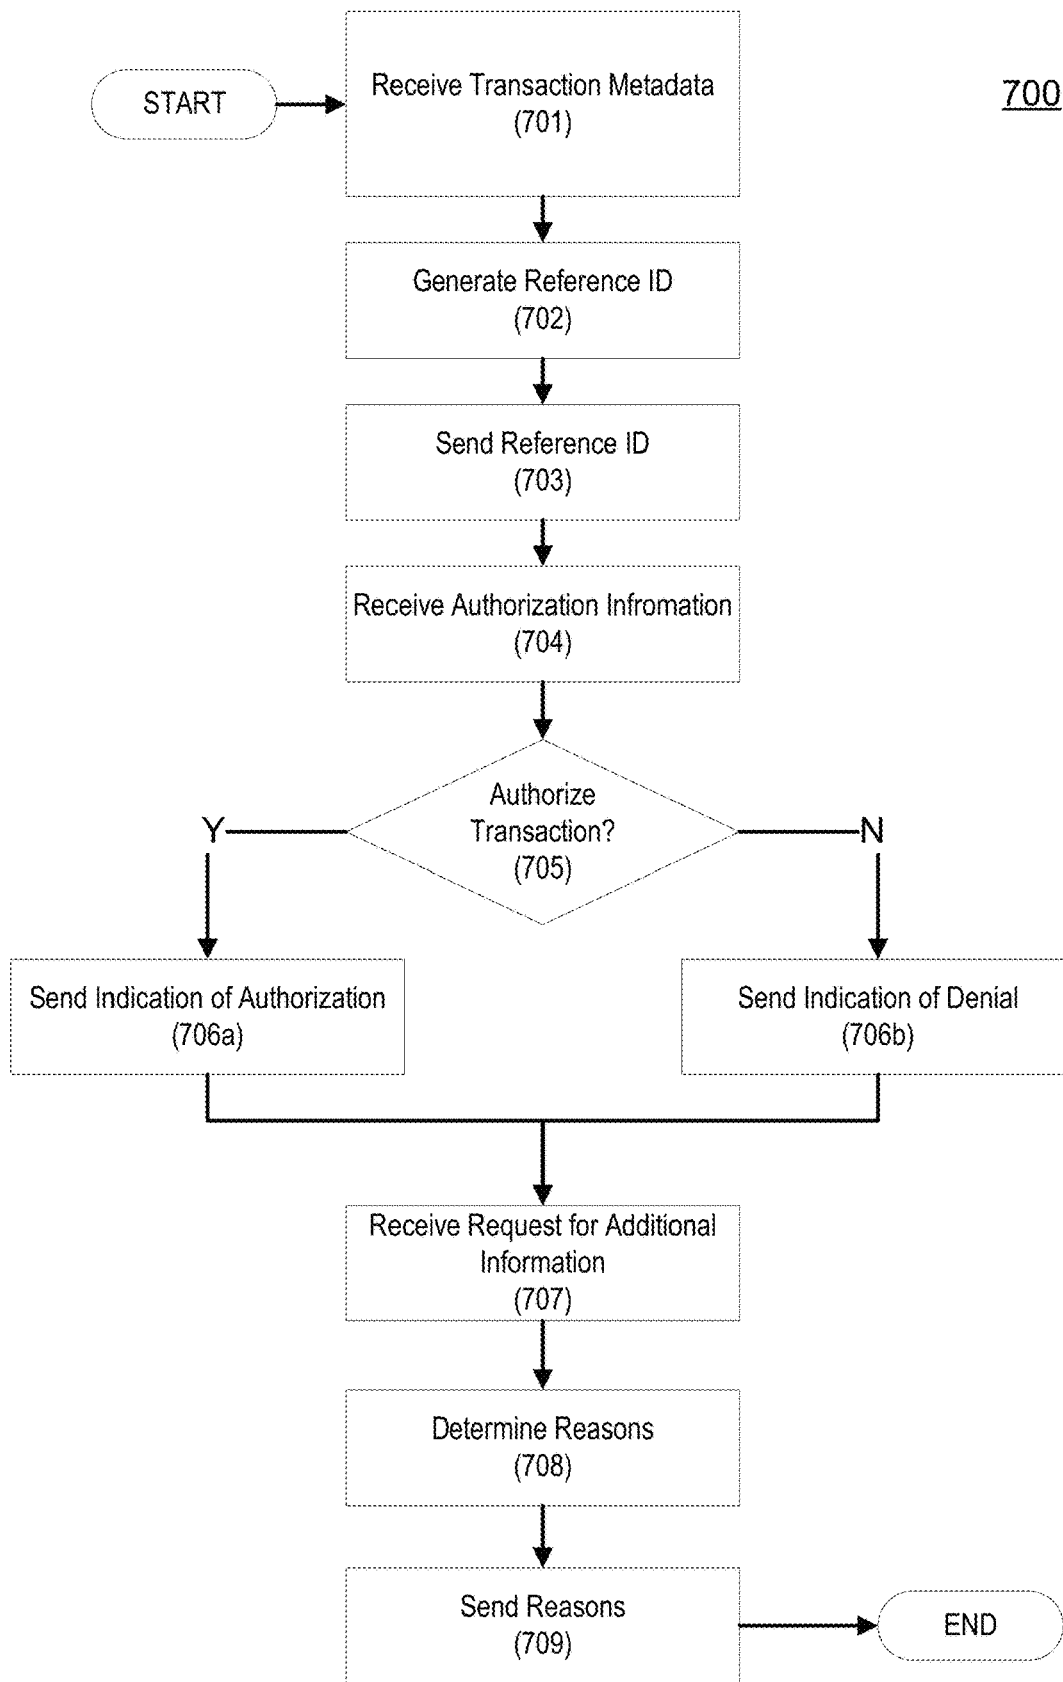 START
Receive Transaction Metadata
(701)
700
Generate Reference ID
(702)
Send Reference ID
(703)
Receive Authorization Infromation
(704)
Authorize
Transaction?
(705)
Y
N
Send Indication of Authorization
(706a)
Send Indication of Denial
(706b)
Receive Request for Additional
Information
(707)
Determine Reasons
(708)
Send Reasons
(709)
END